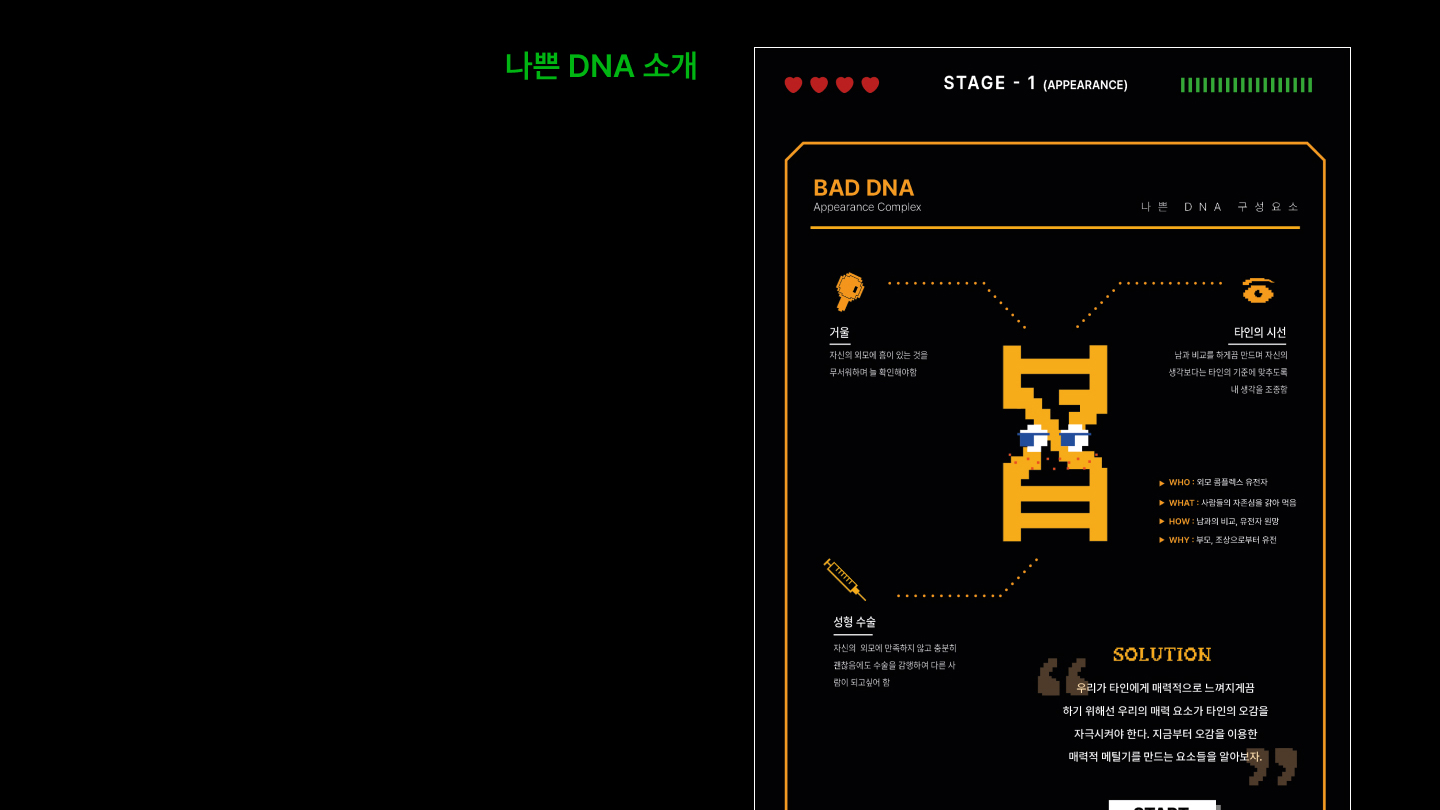 나쁜 DNA 소개
STAGE - 1 (APPEARANCE)
BAD DNA
Appearance Complex
나쁜 DNA 구성요소
거울
자신의 외모에 흠이 있는 것을
무서워하며 늘 확인해야함
타인의 시선
남과 비교를 하게끔 만드며 자신의
생각보다는 타인의 기준에 맞추도록
내 생각을 조종함
WHO : 외모 콤플렉스 유전자
WHAT : 사람들의 자존심을 갉아 먹음
HOW : 남과의 비교, 유전자 원망
WHY : 부모, 조상으로부터 유전
성형 수술
자신의 외모에 만족하지 않고 충분히
괜찮음에도 수술을 감행하여 다른 사
람이 되고싶어 함
SOLUTION
우리가 타인에게 매력적으로 느껴지게끔
하기 위해선 우리의 매력 요소가 타인의 오감을
자극시켜야 한다. 지금부터 오감을 이용한
매력적 메틸기를 만드는 요소들을 알아보자.
START